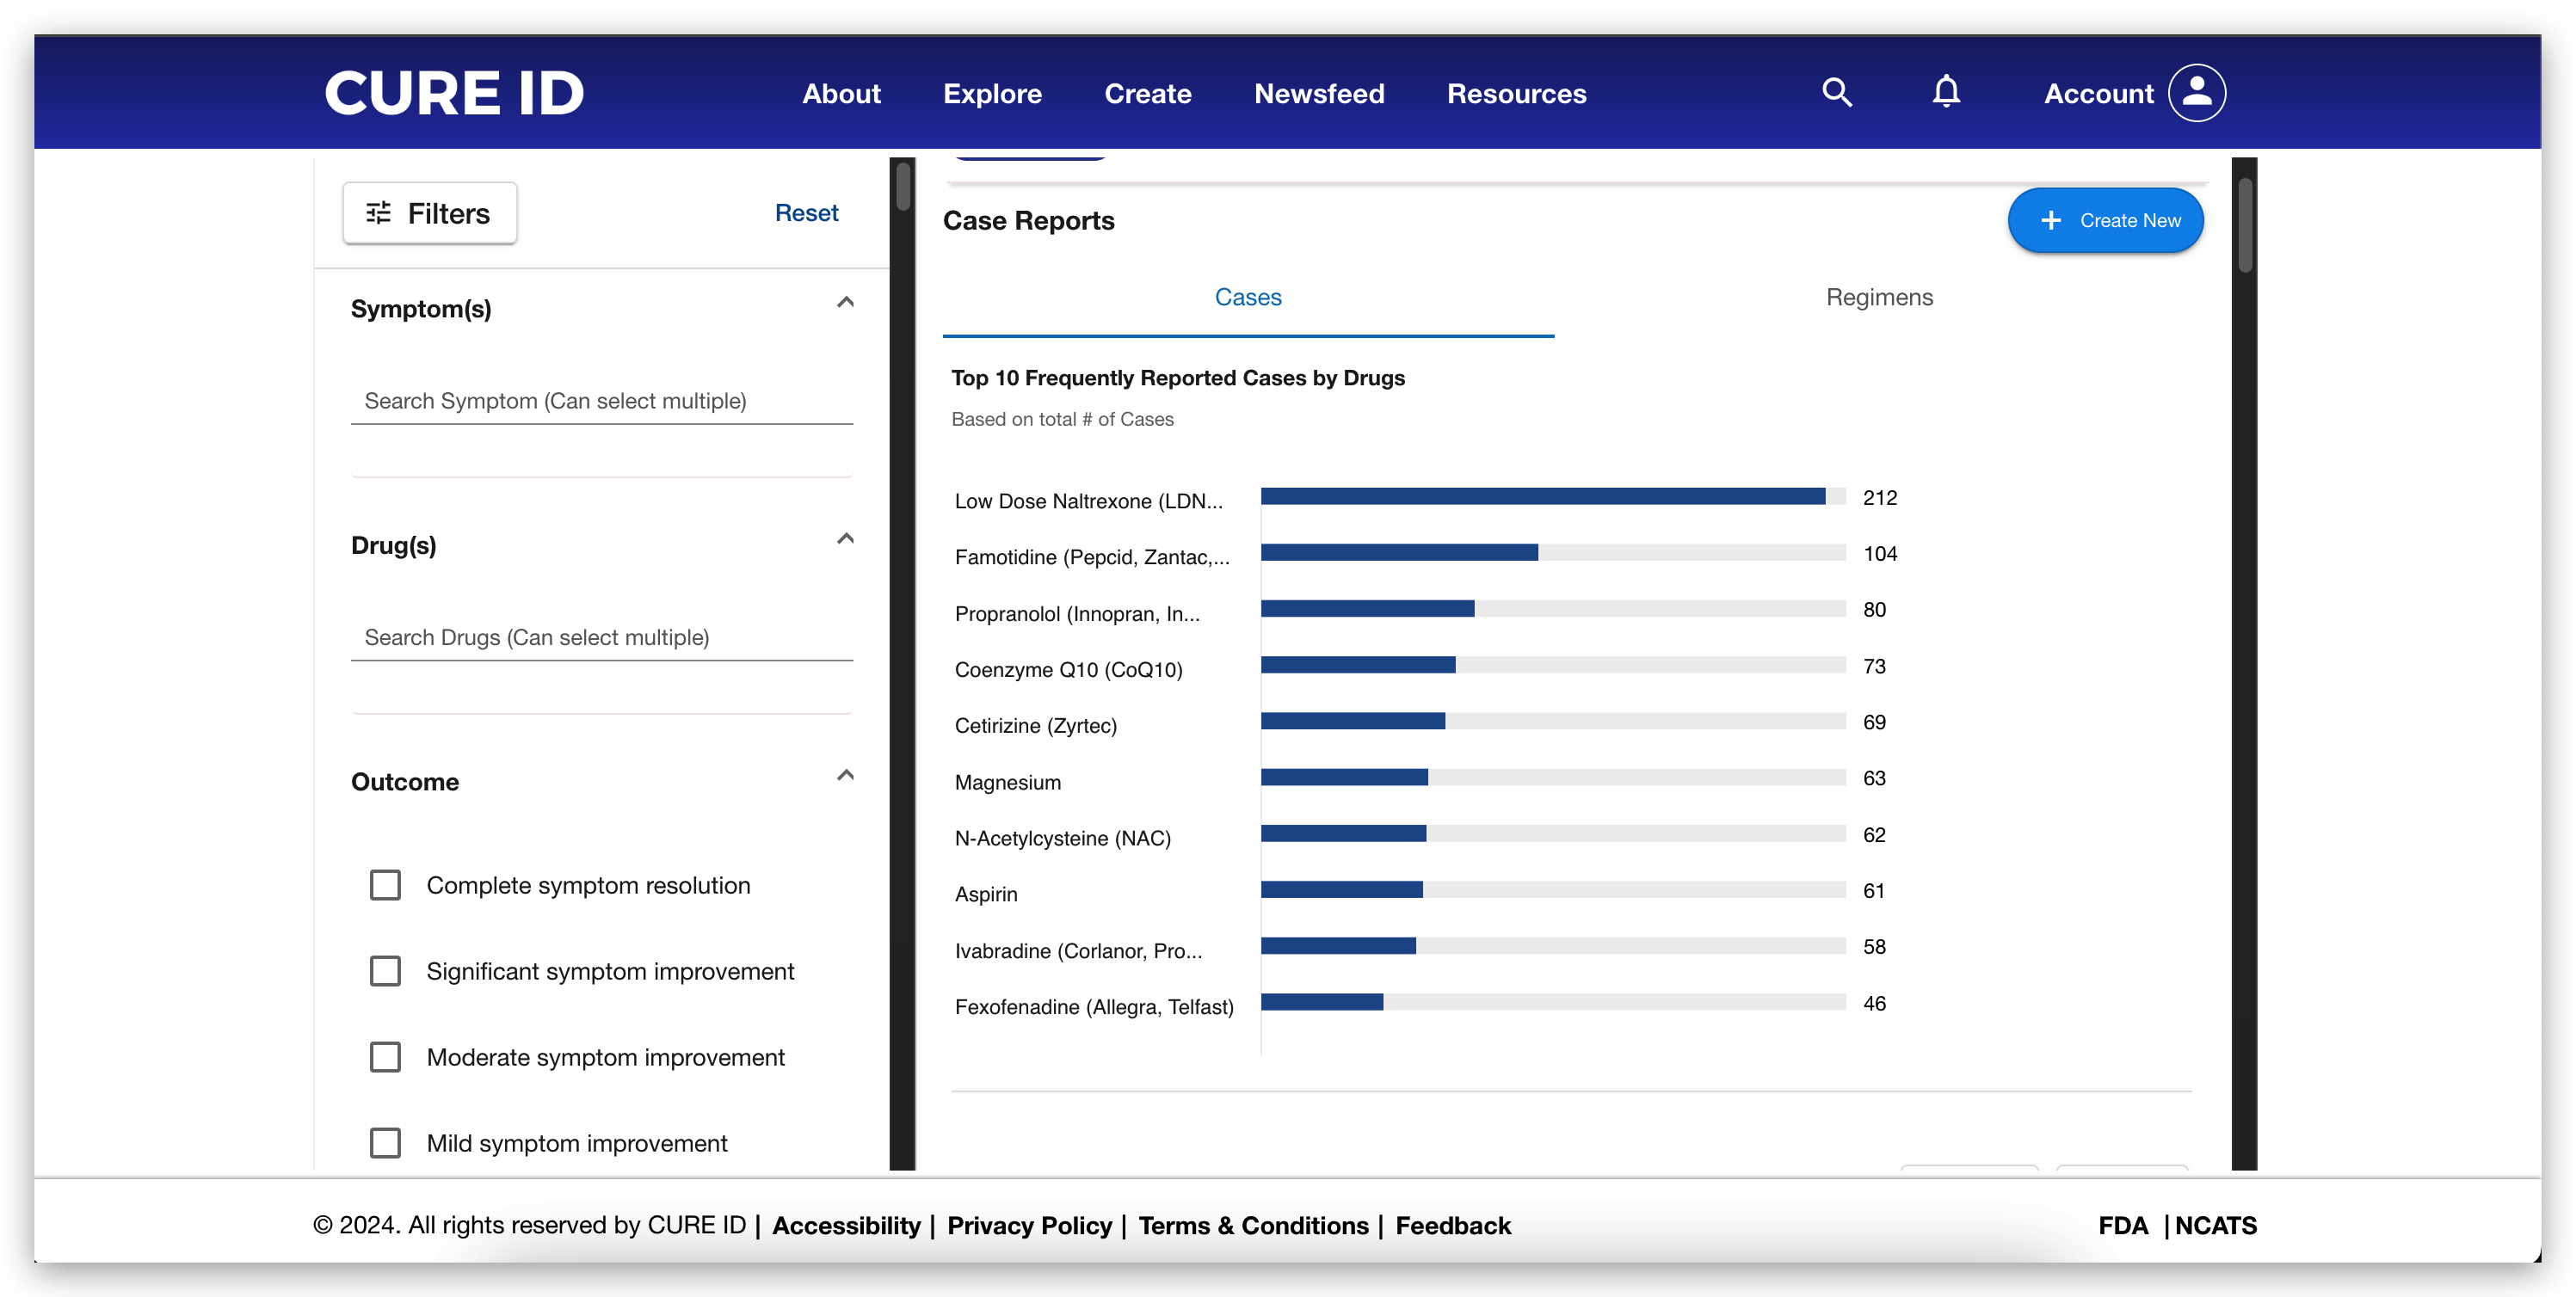 CURE ID
About Explore Create Newsfeed Resources Account
Filters Reset
Symptom(s)
Search Symptom (Can select multiple)
Drug(s)
Search Drugs (Can select multiple)
Outcome
Complete symptom resolution
Significant symptom improvement
Moderate symptom improvement
Mild symptom improvement
Case Reports
+ Create New
Cases Regimens
Top 10 Frequently Reported Cases by Drugs
Based on total # of Cases
Low Dose Naltrexone (LDN... 212
Famotidine (Pepcid, Zantac,... 104
Propranolol (Innopran, In... 80
Coenzyme Q10 (CoQ10) 73
Cetirizine (Zyrtec) 69
Magnesium 63
N-Acetylcysteine (NAC) 62
Aspirin 61
Ivabradine (Corlanor, Pro... 58
Fexofenadine (Allegra, Telfast) 46
© 2024. All rights reserved by CURE ID | Accessibility | Privacy Policy | Terms & Conditions | Feedback
FDA | NCATS